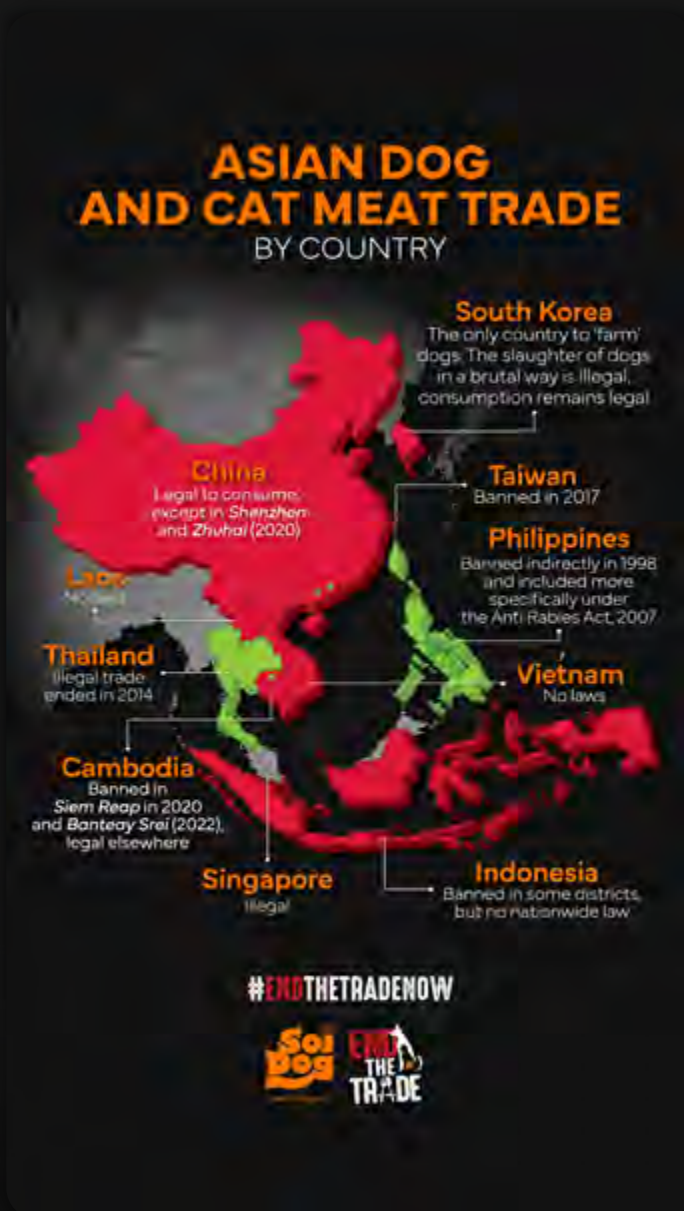 ASIAN DOG
AND CAT MEAT TRADE
BY COUNTRY
South Korea
The only country to 'farm'
dogs. The slaughter of dogs
in a brutal way is illegal,
consumption remains legal
China
Legal to consume,
except in Shenzhen
and Zhuhai (2020)
Taiwan
Banned in 2017
Philippines
Banned indirectly in 1998
and included more
specifically under
the Anti Rabies Act, 2007
Laos
Thailand
Illegal trade
ended in 2014
Vietnam
No laws
Cambodia
Banned in
Siem Reap in 2020
and Banteay Srei (2022),
legal elsewhere
Singapore
Illegal
Indonesia
Banned in some districts,
but no nationwide law
#ENDTHETRADENOW
Soi
Dog
END
THE
TRADE